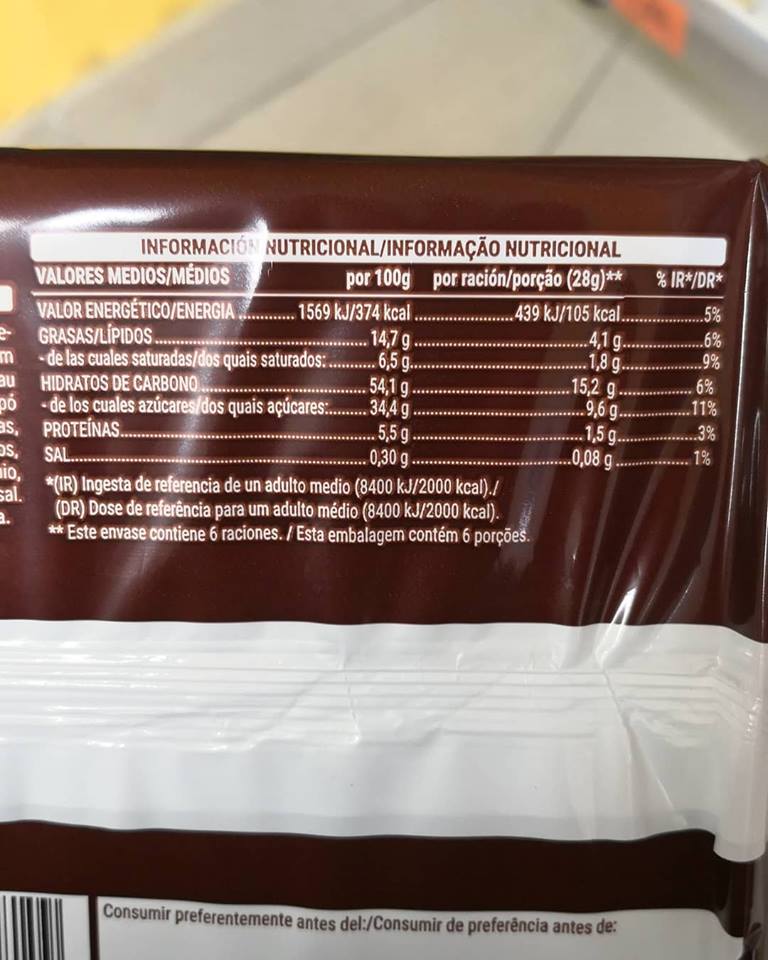 INFORMACIÓN NUTRICIONAL/INFORMAÇÃO NUTRICIONAL
VALORES MEDIOS/MÉDIOS por 100g por ración/porção (28g)** % IR*/DR*
VALOR ENERGÉTICO/ENERGIA 1569 kJ/374 kcal 439 kJ/105 kcal 5%
GRASAS/LÍPIDOS 14,7 g 4,1 g 6%
- de las cuales saturadas/dos quais saturados: 6,5 g 1,8 g 9%
HIDRATOS DE CARBONO 54,1 g 15,2 g 6%
- de los cuales azúcares/dos quais açúcares: 34,4 g 9,6 g 11%
PROTEÍNAS 5,5 g 1,5 g 3%
SAL 0,30 g 0,08 g 1%
*(IR) Ingesta de referencia de un adulto medio (8400 kJ/2000 kcal)./
(DR) Dose de referência para um adulto médio (8400 kJ/2000 kcal).
** Este envase contiene 6 raciones. / Esta embalagem contém 6 porções.
e-
m
au
pó
as,
os,
io,
sal.
a.
Consumir preferentemente antes del:/Consumir de preferência antes de: